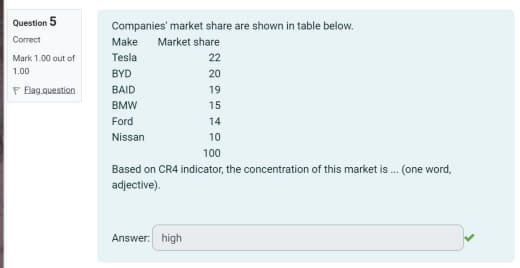 Question 5
Correct
Mark 1.00 out of
1.00
Flag question
Companies' market share are shown in table below.
Make Market share
Tesla 22
BYD 20
BAID 19
BMW 15
Ford 14
Nissan 10
100
Based on CR4 indicator, the concentration of this market is ... (one word,
adjective).
Answer: high